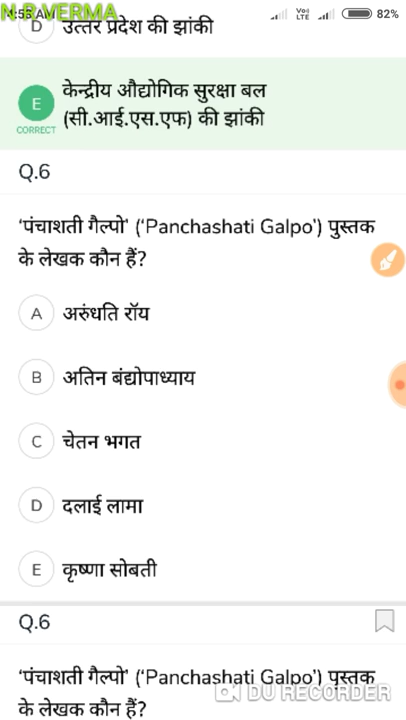 N.R.VERMA
82%
D उत्तर प्रदेश की झांकी
E केन्द्रीय औद्योगिक सुरक्षा बल
CORRECT (सी.आई.एस.एफ) की झांकी
Q.6
‘पंचाशती गैल्पो’ (‘Panchashati Galpo’) पुस्तक
के लेखक कौन हैं?
A अरुंधति रॉय
B अतिन बंद्योपाध्याय
C चेतन भगत
D दलाई लामा
E कृष्णा सोबती
Q.6
‘पंचाशती गैल्पो’ (‘Panchashati Galpo’) पुस्तक
DU RECORDER
के लेखक कौन हैं?